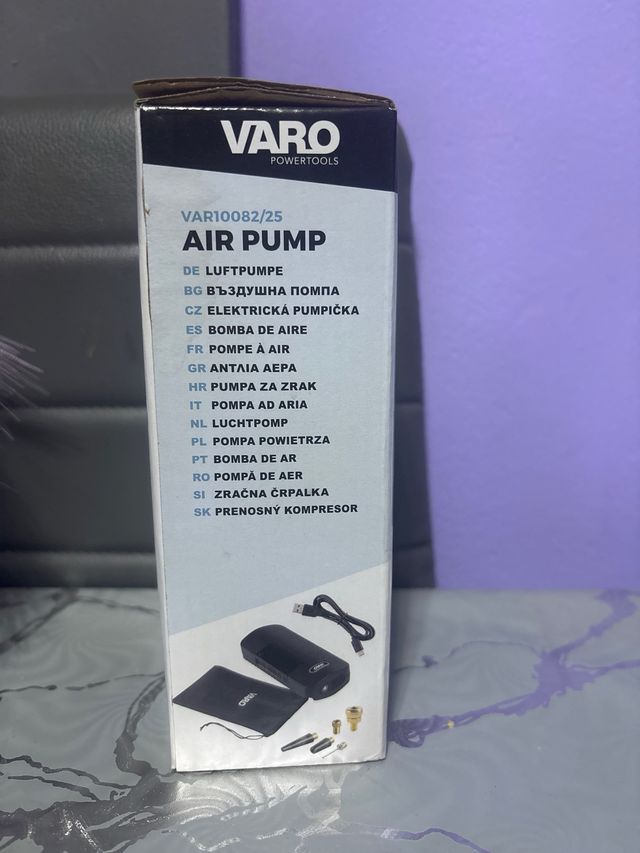 VARO
POWERTOOLS
VAR10082/25
AIR PUMP
DE LUFTPUMPE
BG ВЪЗДУШНА ПОМПА
CZ ELEKTRICKÁ PUMPIČKA
ES BOMBA DE AIRE
FR POMPE À AIR
GR ΑΝΤΛΙΑ ΑΕΡΑ
HR PUMPA ZA ZRAK
IT POMPA AD ARIA
NL LUCHTPOMP
PL POMPA POWIETRZA
PT BOMBA DE AR
RO POMPĂ DE AER
SI ZRAČNA ČRPALKA
SK PRENOSNÝ KOMPRESOR
VARO
VARO